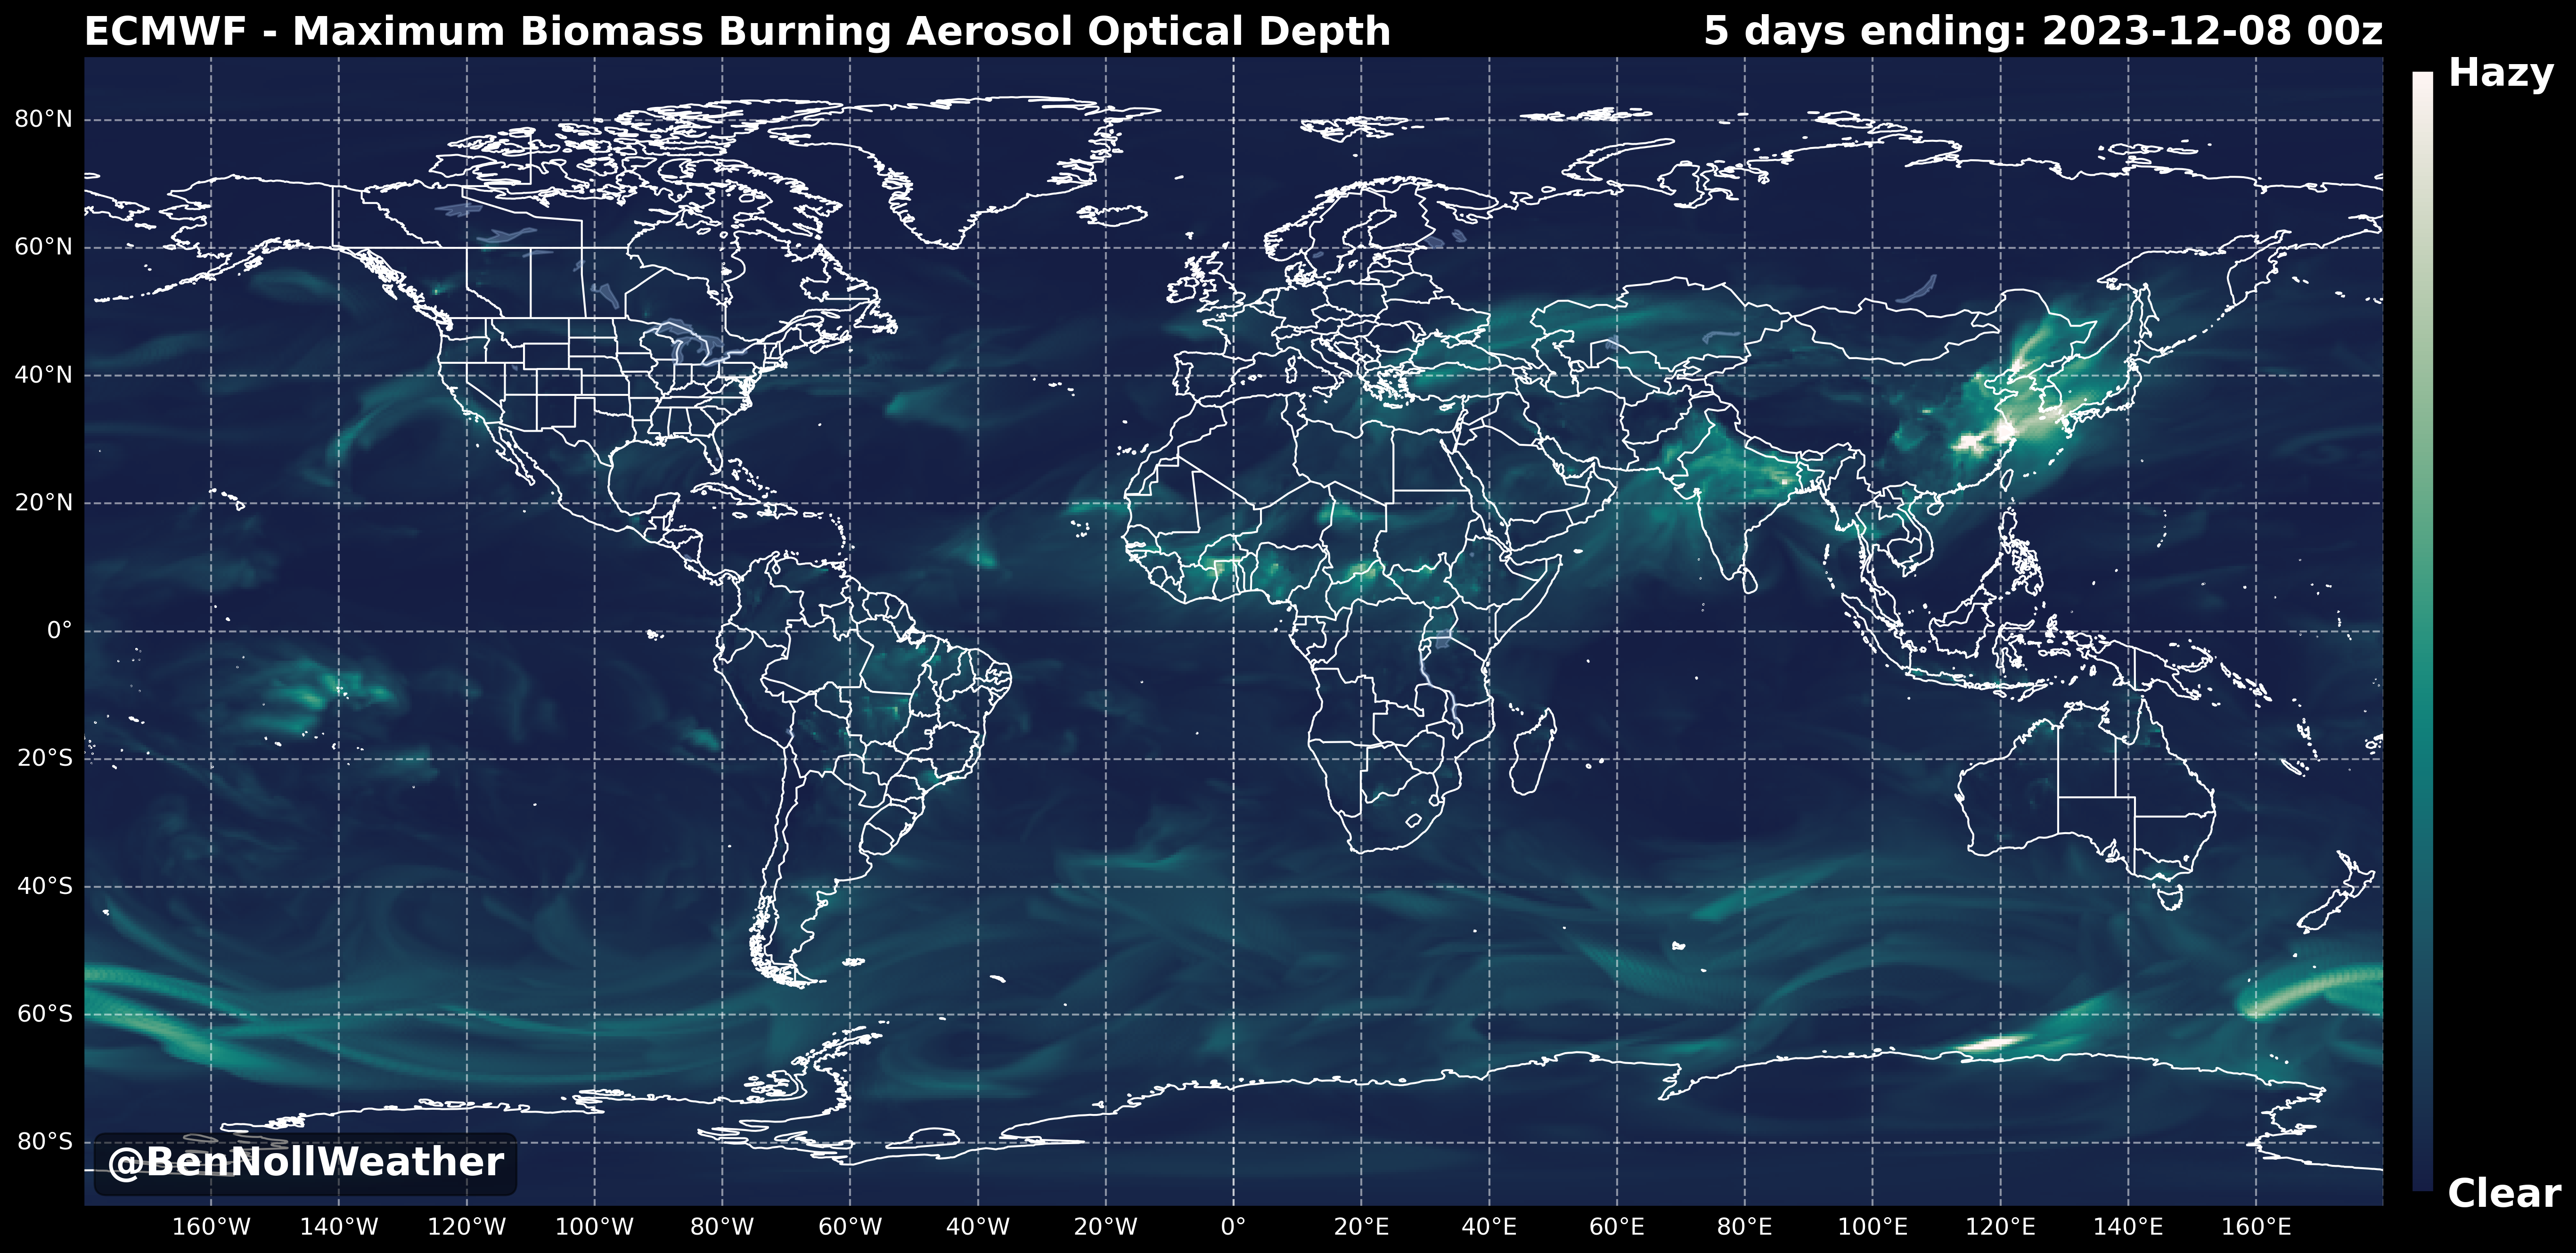 ECMWF - Maximum Biomass Burning Aerosol Optical Depth
5 days ending: 2023-12-08 00z
Hazy
80°N
60°N
40°N
20°N
0°
20°S
40°S
60°S
80°S
@BenNollWeather
Clear
160°W 140°W 120°W 100°W 80°W 60°W 40°W 20°W 0° 20°E 40°E 60°E 80°E 100°E 120°E 140°E 160°E